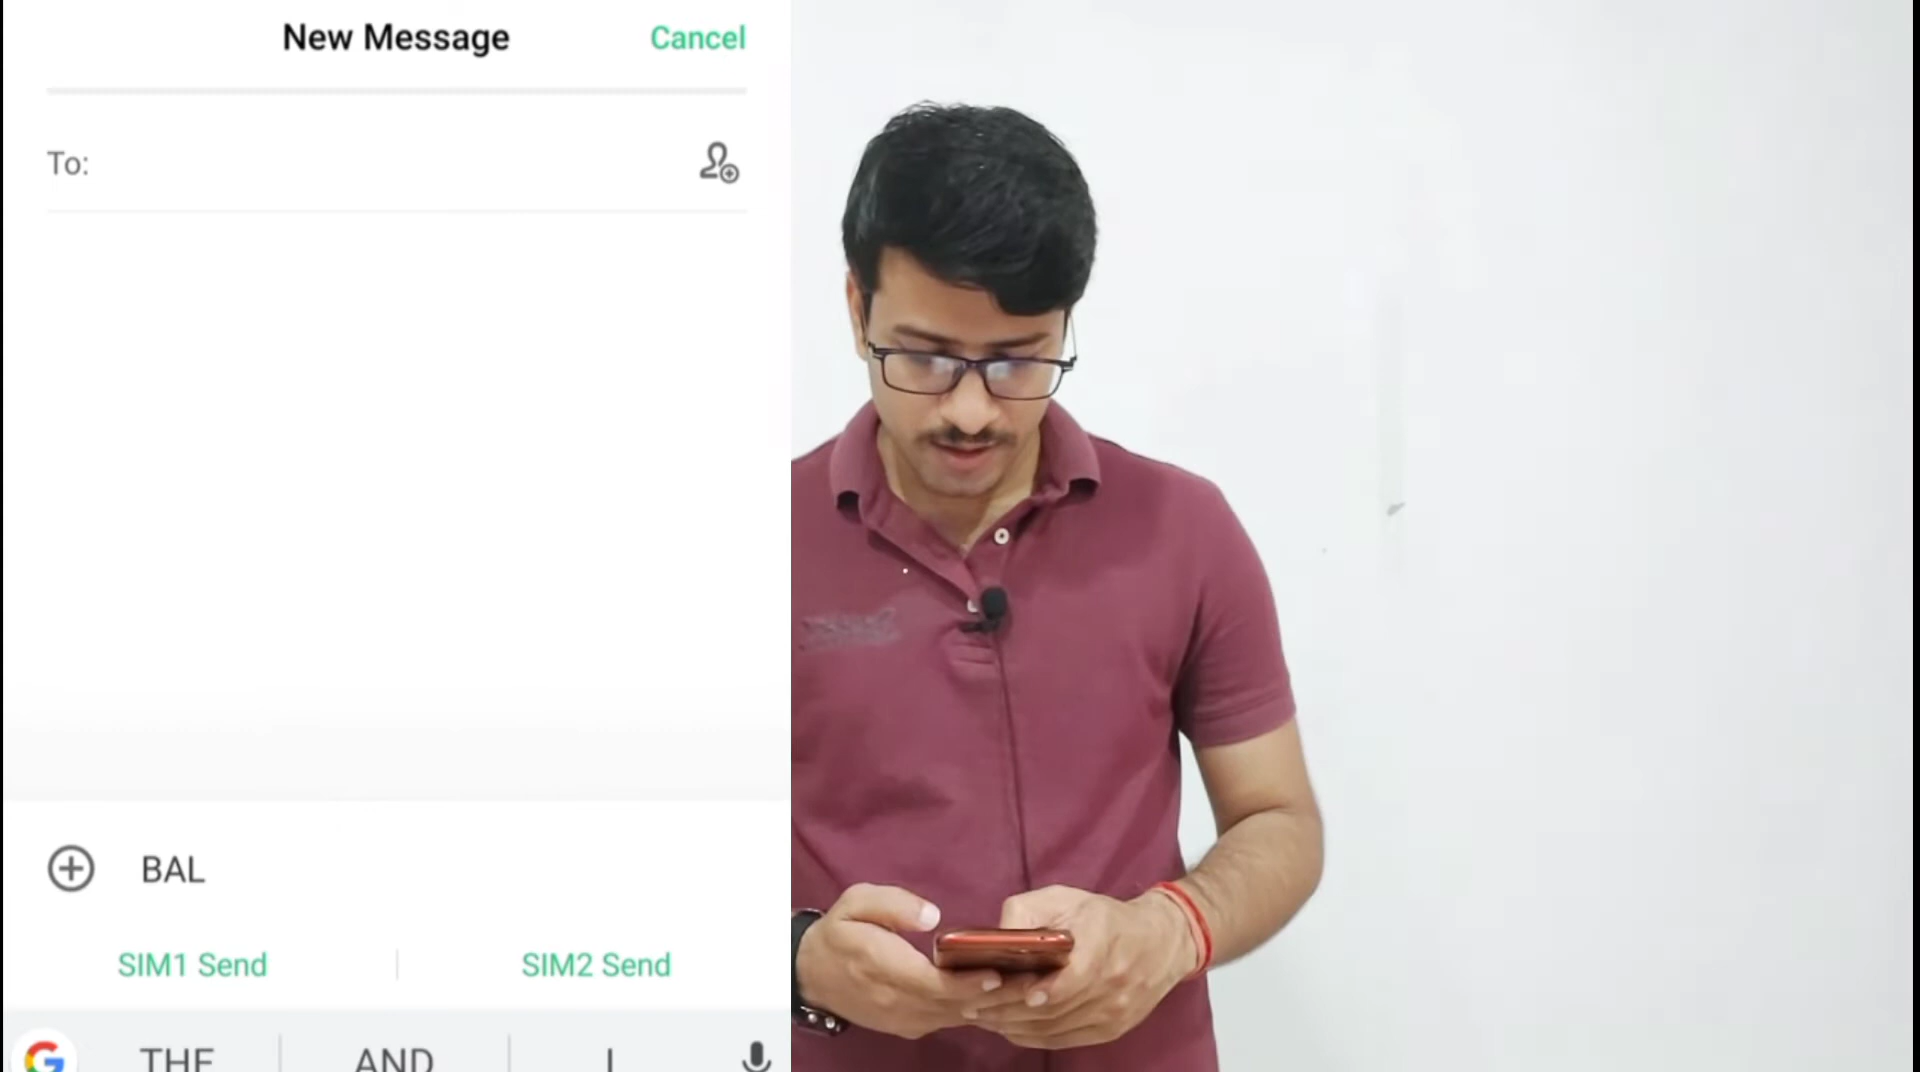 New Message
Cancel
To:
BAL
SIM1 Send
SIM2 Send
THE
AND
I